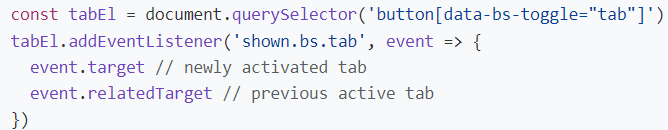 const tabEl = document.querySelector('button[data-bs-toggle="tab"]')
tabEl.addEventListener('shown.bs.tab', event => {
  event.target // newly activated tab
  event.relatedTarget // previous active tab
})